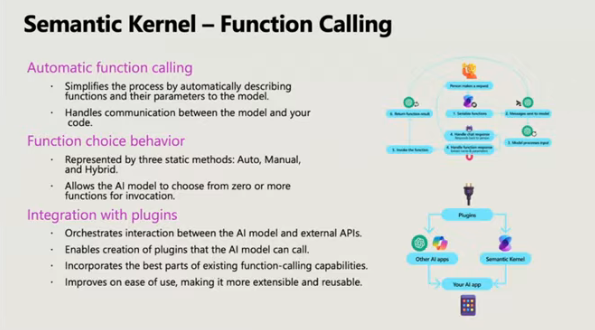 Semantic Kernel – Function Calling
Automatic function calling
· Simplifies the process by automatically describing
functions and their parameters to the model.
· Handles communication between the model and your
code.
Function choice behavior
· Represented by three static methods: Auto, Manual,
and Hybrid.
· Allows the AI model to choose from zero or more
functions for invocation.
Integration with plugins
· Orchestrates interaction between the AI model and external APIs.
· Enables creation of plugins that the AI model can call.
· Incorporates the best parts of existing function-calling capabilities.
· Improves on ease of use, making it more extensible and reusable.
Person makes a request
6. Return function result
1. Serialize functions
2. Messages sent to model
4. Handle chat response
5. Invoke the function
4. Handle function response
3. Model processes input
Plugins
Other AI apps
Semantic Kernel
Your AI app